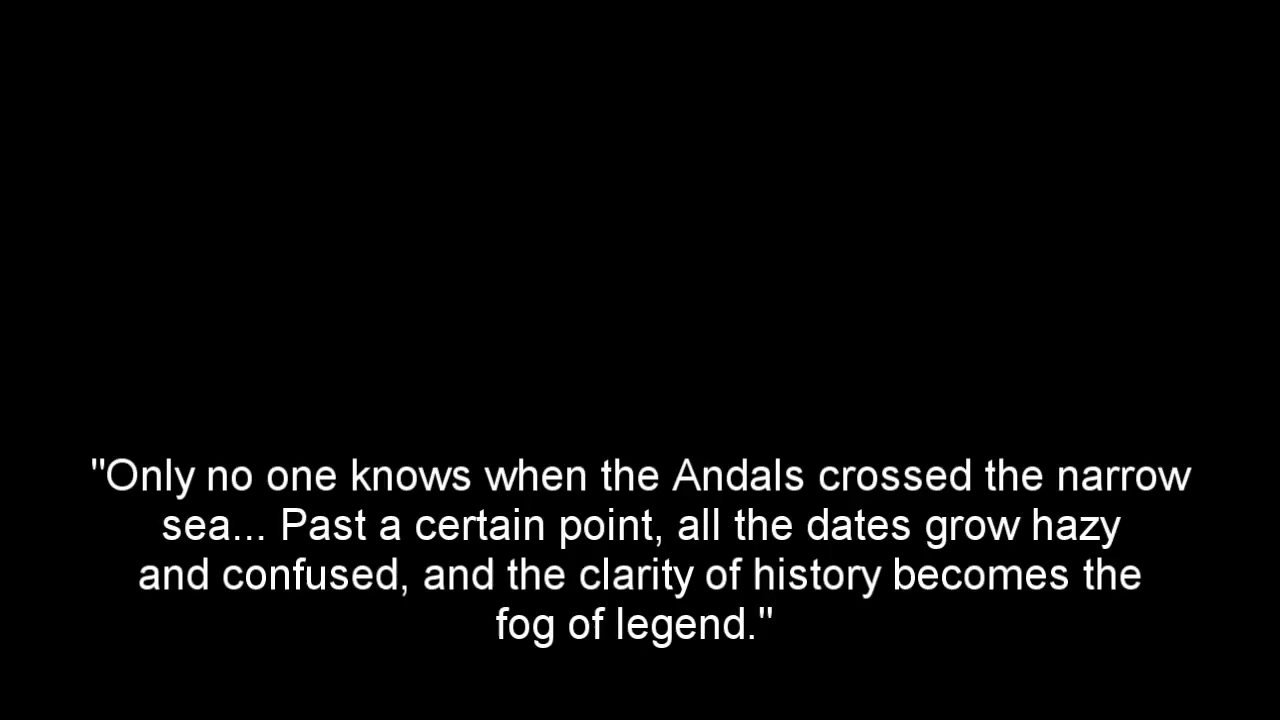 "Only no one knows when the Andals crossed the narrow
sea... Past a certain point, all the dates grow hazy
and confused, and the clarity of history becomes the
fog of legend."